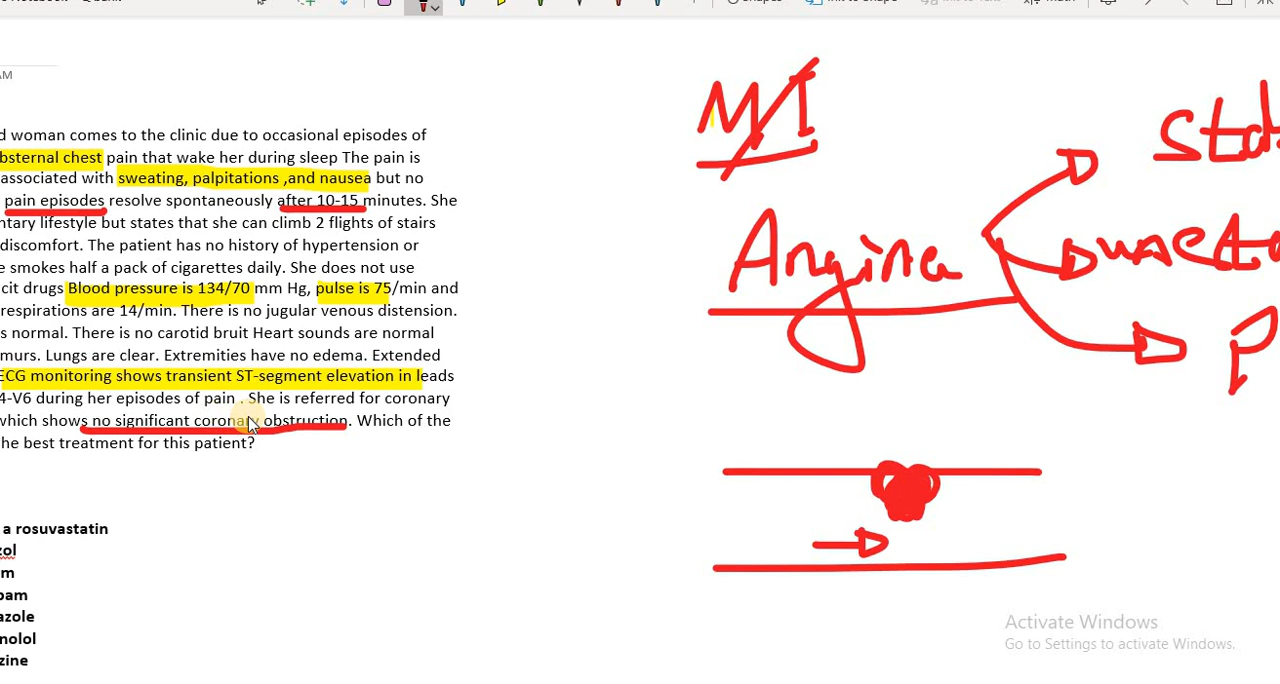 AM
d woman comes to the clinic due to occasional episodes of
bsternal chest pain that wake her during sleep The pain is
associated with sweating, palpitations ,and nausea but no
pain episodes resolve spontaneously after 10-15 minutes. She
ntary lifestyle but states that she can climb 2 flights of stairs
discomfort. The patient has no history of hypertension or
e smokes half a pack of cigarettes daily. She does not use
cit drugs Blood pressure is 134/70 mm Hg, pulse is 75/min and
respirations are 14/min. There is no jugular venous distension.
s normal. There is no carotid bruit Heart sounds are normal
murs. Lungs are clear. Extremities have no edema. Extended
ECG monitoring shows transient ST-segment elevation in leads
4-V6 during her episodes of pain . She is referred for coronary
which shows no significant coronary obstruction. Which of the
he best treatment for this patient?
a rosuvastatin
zol
m
pam
azole
nolol
zine
MI
Angina
sta
unsta
P
Activate Windows
Go to Settings to activate Windows.